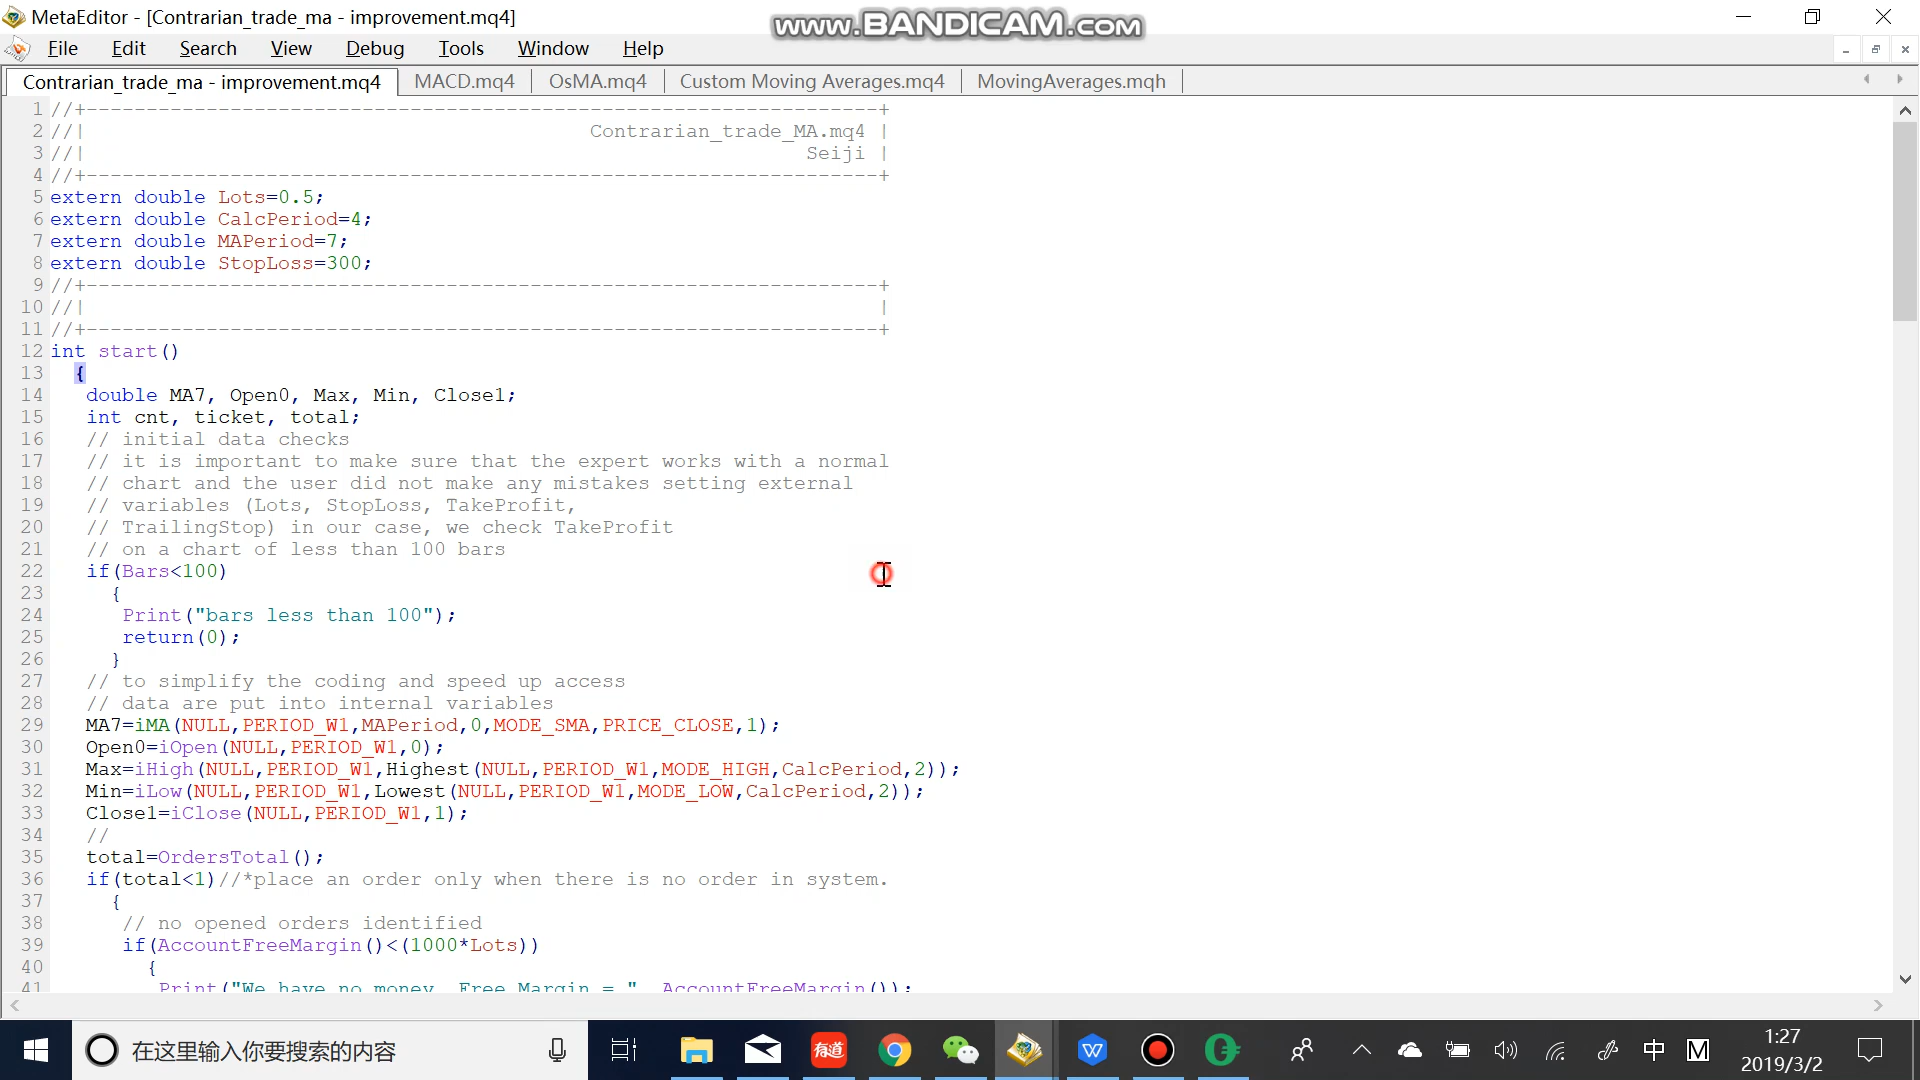 MetaEditor - [Contrarian_trade_ma - improvement.mq4]
www.BANDICAM.com
File Edit Search View Debug Tools Window Help
Contrarian_trade_ma - improvement.mq4 MACD.mq4 OsMA.mq4 Custom Moving Averages.mq4 MovingAverages.mqh
1 //+------------------------------------------------------------------+
2 //| Contrarian_trade_MA.mq4 |
3 //| Seiji |
4 //+------------------------------------------------------------------+
5 extern double Lots=0.5;
6 extern double CalcPeriod=4;
7 extern double MAPeriod=7;
8 extern double StopLoss=300;
9 //+------------------------------------------------------------------+
10 //| |
11 //+------------------------------------------------------------------+
12 int start()
13 {
14 double MA7, Open0, Max, Min, Close1;
15 int cnt, ticket, total;
16 // initial data checks
17 // it is important to make sure that the expert works with a normal
18 // chart and the user did not make any mistakes setting external
19 // variables (Lots, StopLoss, TakeProfit,
20 // TrailingStop) in our case, we check TakeProfit
21 // on a chart of less than 100 bars
22 if(Bars<100)
23 {
24 Print("bars less than 100");
25 return(0);
26 }
27 // to simplify the coding and speed up access
28 // data are put into internal variables
29 MA7=iMA(NULL,PERIOD_W1,MAPeriod,0,MODE_SMA,PRICE_CLOSE,1);
30 Open0=iOpen(NULL,PERIOD_W1,0);
31 Max=iHigh(NULL,PERIOD_W1,Highest(NULL,PERIOD_W1,MODE_HIGH,CalcPeriod,2));
32 Min=iLow(NULL,PERIOD_W1,Lowest(NULL,PERIOD_W1,MODE_LOW,CalcPeriod,2));
33 Close1=iClose(NULL,PERIOD_W1,1);
34 //
35 total=OrdersTotal();
36 if(total<1)//*place an order only when there is no order in system.
37 {
38 // no opened orders identified
39 if(AccountFreeMargin()<(1000*Lots))
40 {
41 Print("We have no money. Free Margin = ", AccountFreeMargin());
在这里输入你要搜索的内容
有道
W
中
M
1:27
2019/3/2